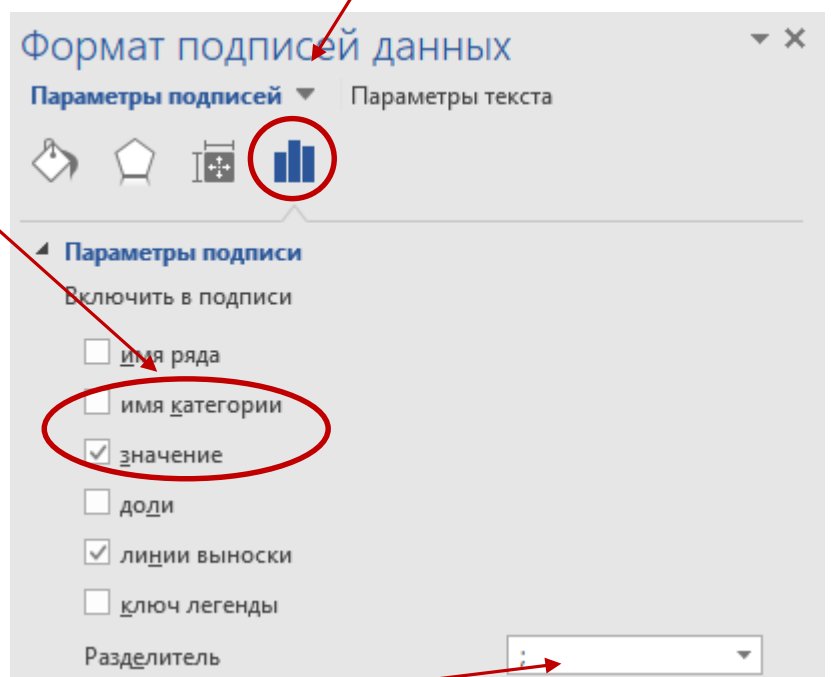 Формат подписей данных
Параметры подписей Параметры текста
Параметры подписи
Включить в подписи
имя ряда
имя категории
значение
доли
линии выноски
ключ легенды
Разделитель ;